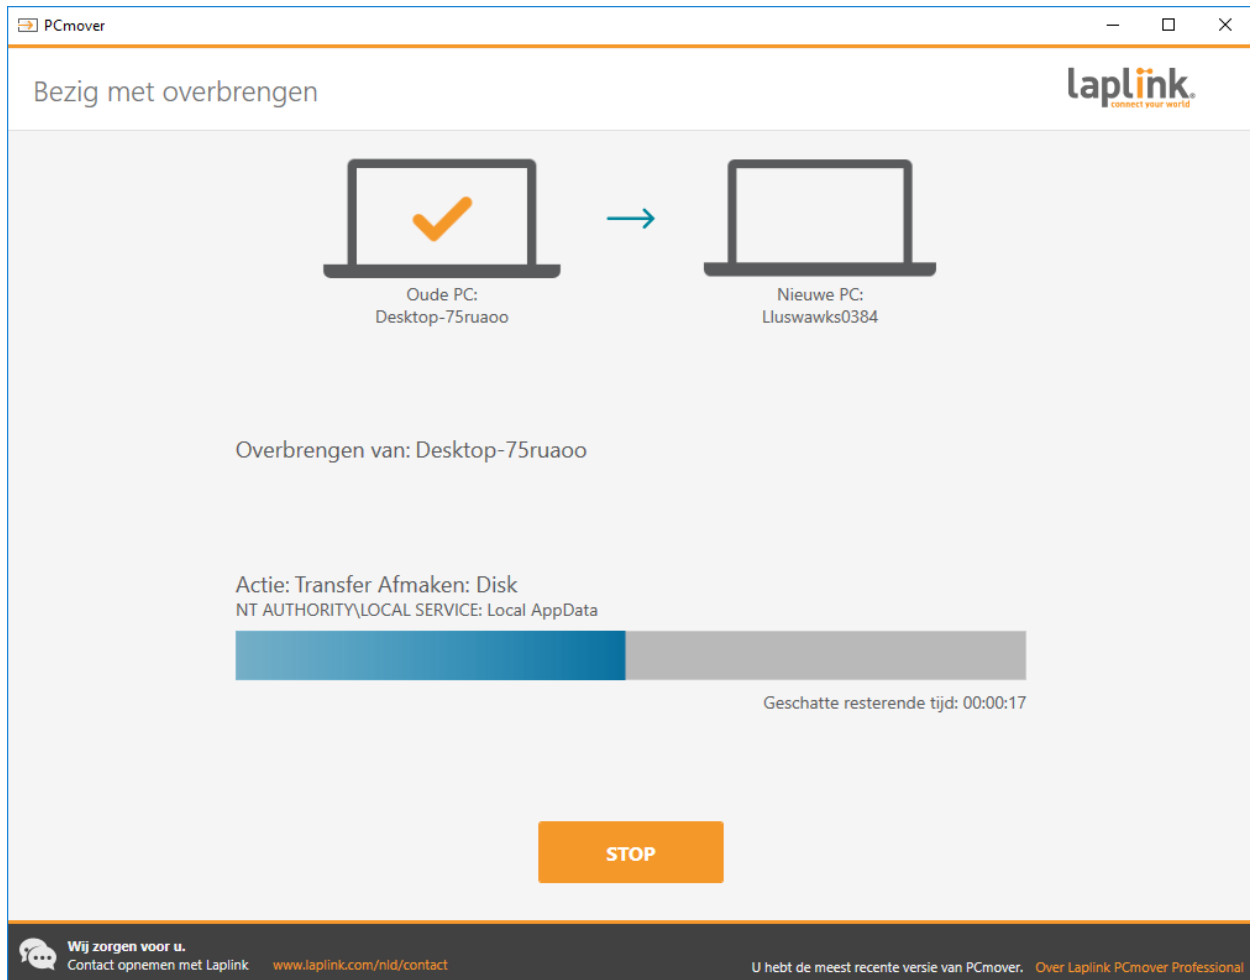 PCmover
Bezig met overbrengen
laplink®
connect your world
Oude PC:
Desktop-75ruaoo
Nieuwe PC:
Lluswawks0384
Overbrengen van: Desktop-75ruaoo
Actie: Transfer Afmaken: Disk
NT AUTHORITY\LOCAL SERVICE: Local AppData
Geschatte resterende tijd: 00:00:17
STOP
Wij zorgen voor u.
Contact opnemen met Laplink www.laplink.com/nld/contact
U hebt de meest recente versie van PCmover. Over Laplink PCmover Professional